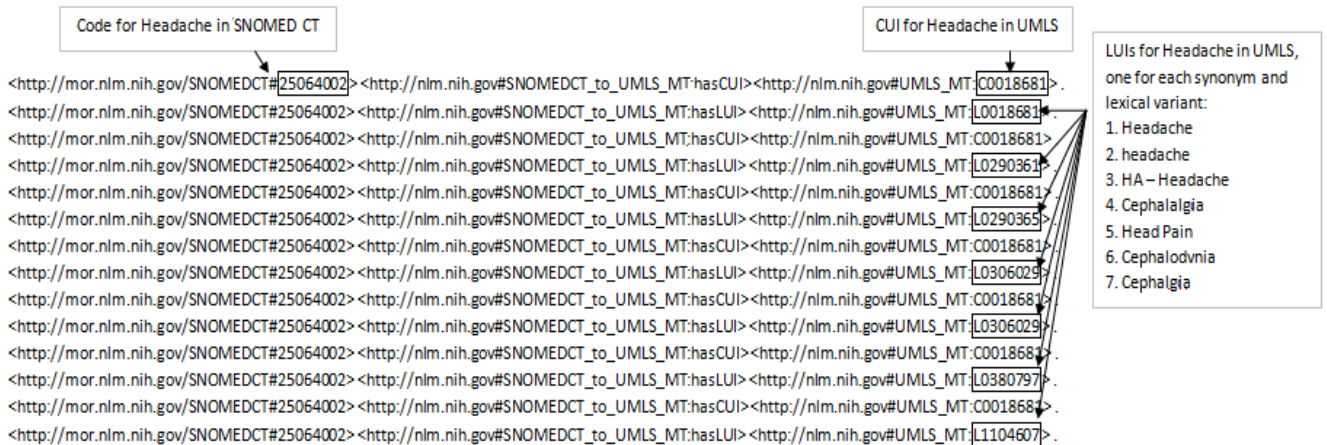 Code for Headache in SNOMED CT
CUI for Headache in UMLS
LUIs for Headache in UMLS,
one for each synonym and
lexical variant:
1. Headache
2. headache
3. HA – Headache
4. Cephalalgia
5. Head Pain
6. Cephalodvnia
7. Cephalgia
<http://mor.nlm.nih.gov/SNOMEDCT#25064002><http://nlm.nih.gov#SNOMEDCT_to_UMLS_MT:hasCUI><http://nlm.nih.gov#UMLS_MT:C0018681> .
<http://mor.nlm.nih.gov/SNOMEDCT#25064002><http://nlm.nih.gov#SNOMEDCT_to_UMLS_MT:hasLUI><http://nlm.nih.gov#UMLS_MT:L0018681> .
<http://mor.nlm.nih.gov/SNOMEDCT#25064002><http://nlm.nih.gov#SNOMEDCT_to_UMLS_MT:hasCUI><http://nlm.nih.gov#UMLS_MT:C0018681> .
<http://mor.nlm.nih.gov/SNOMEDCT#25064002><http://nlm.nih.gov#SNOMEDCT_to_UMLS_MT:hasLUI><http://nlm.nih.gov#UMLS_MT:L0290361> .
<http://mor.nlm.nih.gov/SNOMEDCT#25064002><http://nlm.nih.gov#SNOMEDCT_to_UMLS_MT:hasCUI><http://nlm.nih.gov#UMLS_MT:C0018681> .
<http://mor.nlm.nih.gov/SNOMEDCT#25064002><http://nlm.nih.gov#SNOMEDCT_to_UMLS_MT:hasLUI><http://nlm.nih.gov#UMLS_MT:L0290365> .
<http://mor.nlm.nih.gov/SNOMEDCT#25064002><http://nlm.nih.gov#SNOMEDCT_to_UMLS_MT:hasCUI><http://nlm.nih.gov#UMLS_MT:C0018681> .
<http://mor.nlm.nih.gov/SNOMEDCT#25064002><http://nlm.nih.gov#SNOMEDCT_to_UMLS_MT:hasLUI><http://nlm.nih.gov#UMLS_MT:L0306029> .
<http://mor.nlm.nih.gov/SNOMEDCT#25064002><http://nlm.nih.gov#SNOMEDCT_to_UMLS_MT:hasCUI><http://nlm.nih.gov#UMLS_MT:C0018681> .
<http://mor.nlm.nih.gov/SNOMEDCT#25064002><http://nlm.nih.gov#SNOMEDCT_to_UMLS_MT:hasLUI><http://nlm.nih.gov#UMLS_MT:L0306029> .
<http://mor.nlm.nih.gov/SNOMEDCT#25064002><http://nlm.nih.gov#SNOMEDCT_to_UMLS_MT:hasCUI><http://nlm.nih.gov#UMLS_MT:C0018681> .
<http://mor.nlm.nih.gov/SNOMEDCT#25064002><http://nlm.nih.gov#SNOMEDCT_to_UMLS_MT:hasLUI><http://nlm.nih.gov#UMLS_MT:L0380797> .
<http://mor.nlm.nih.gov/SNOMEDCT#25064002><http://nlm.nih.gov#SNOMEDCT_to_UMLS_MT:hasCUI><http://nlm.nih.gov#UMLS_MT:C0018681> .
<http://mor.nlm.nih.gov/SNOMEDCT#25064002><http://nlm.nih.gov#SNOMEDCT_to_UMLS_MT:hasLUI><http://nlm.nih.gov#UMLS_MT:L1104607> .